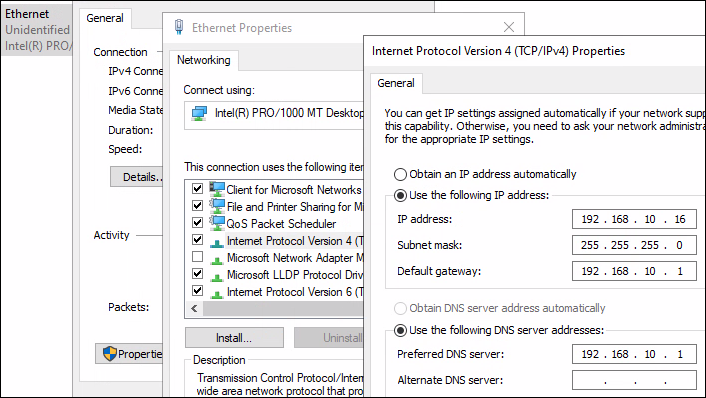 Ethernet
Unidentified
Intel(R) PRO/
General
Connection
IPv4 Conne
IPv6 Conne
Media State
Duration:
Speed:
Details...
Activity
Packets:
Properties
Ethernet Properties
Networking
Connect using:
Intel(R) PRO/1000 MT Desktop
This connection uses the following item
Client for Microsoft Networks
File and Printer Sharing for Mi
QoS Packet Scheduler
Internet Protocol Version 4 (T
Microsoft Network Adapter M
Microsoft LLDP Protocol Driv
Internet Protocol Version 6 (T
Install...
Uninstall
Description
Transmission Control Protocol/Inter
wide area network protocol that pro
Internet Protocol Version 4 (TCP/IPv4) Properties
General
You can get IP settings assigned automatically if your network supp
this capability. Otherwise, you need to ask your network administra
for the appropriate IP settings.
Obtain an IP address automatically
Use the following IP address:
IP address: 192 . 168 . 10 . 16
Subnet mask: 255 . 255 . 255 . 0
Default gateway: 192 . 168 . 10 . 1
Obtain DNS server address automatically
Use the following DNS server addresses:
Preferred DNS server: 192 . 168 . 10 . 1
Alternate DNS server: . . .